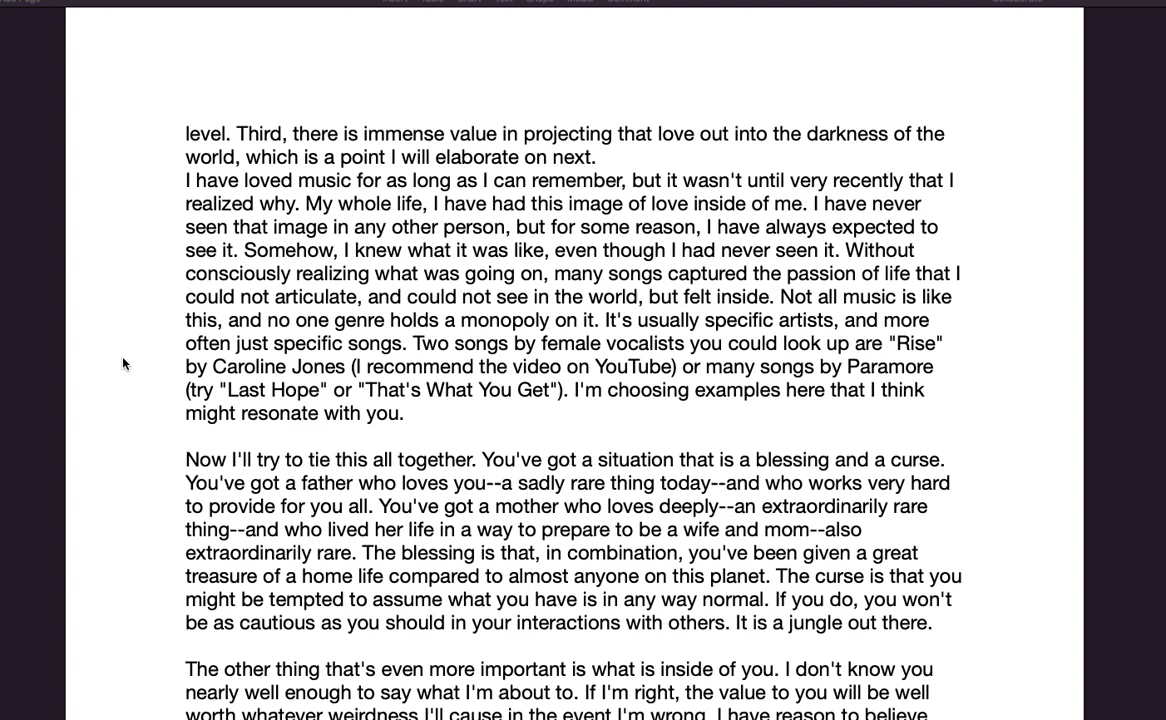 level. Third, there is immense value in projecting that love out into the darkness of the
world, which is a point I will elaborate on next.
I have loved music for as long as I can remember, but it wasn't until very recently that I
realized why. My whole life, I have had this image of love inside of me. I have never
seen that image in any other person, but for some reason, I have always expected to
see it. Somehow, I knew what it was like, even though I had never seen it. Without
consciously realizing what was going on, many songs captured the passion of life that I
could not articulate, and could not see in the world, but felt inside. Not all music is like
this, and no one genre holds a monopoly on it. It's usually specific artists, and more
often just specific songs. Two songs by female vocalists you could look up are "Rise"
by Caroline Jones (I recommend the video on YouTube) or many songs by Paramore
(try "Last Hope" or "That's What You Get"). I'm choosing examples here that I think
might resonate with you.
Now I'll try to tie this all together. You've got a situation that is a blessing and a curse.
You've got a father who loves you--a sadly rare thing today--and who works very hard
to provide for you all. You've got a mother who loves deeply--an extraordinarily rare
thing--and who lived her life in a way to prepare to be a wife and mom--also
extraordinarily rare. The blessing is that, in combination, you've been given a great
treasure of a home life compared to almost anyone on this planet. The curse is that you
might be tempted to assume what you have is in any way normal. If you do, you won't
be as cautious as you should in your interactions with others. It is a jungle out there.
The other thing that's even more important is what is inside of you. I don't know you
nearly well enough to say what I'm about to. If I'm right, the value to you will be well
worth whatever weirdness I'll cause in the event I'm wrong. I have reason to believe